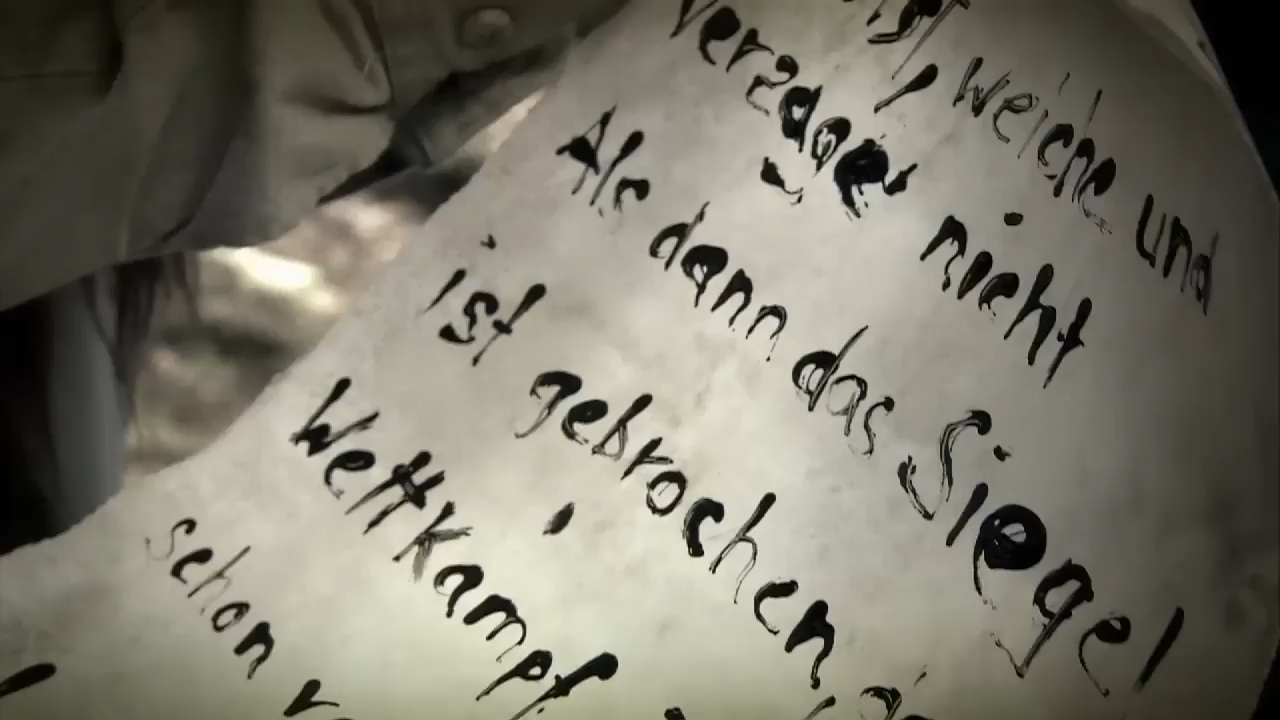 weiche und
verzage nicht
Als dann das Siegel
ist gebrochen
Wettkampf
schon